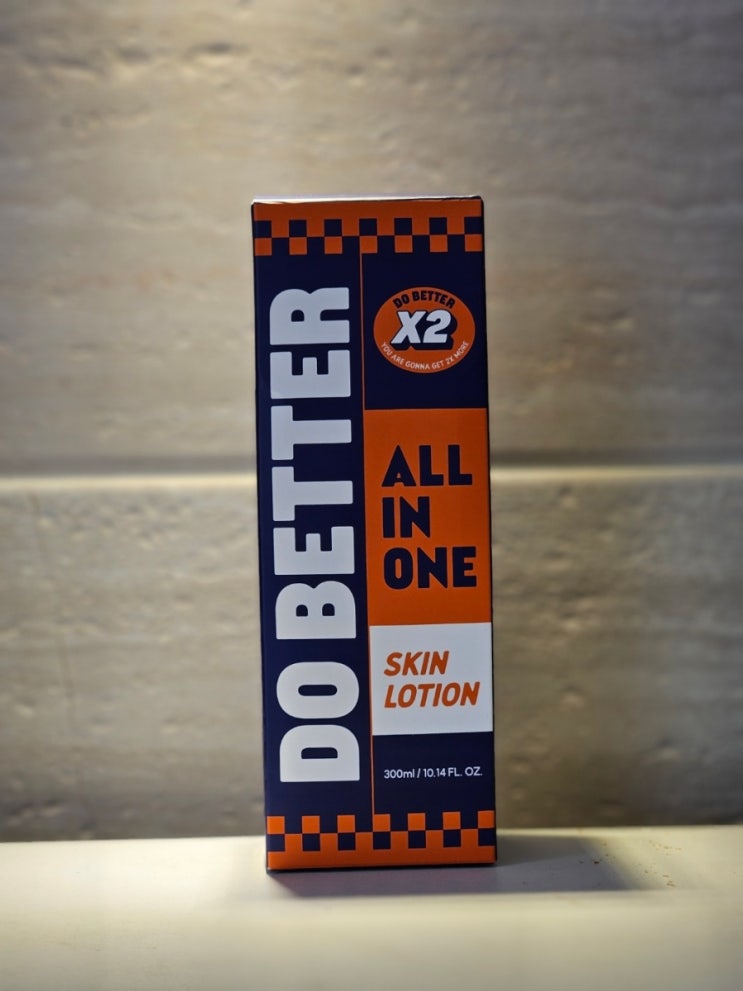 DO BETTER
DO BETTER
X2
YOU ARE GONNA GET 2X MORE
ALL
IN
ONE
SKIN
LOTION
300ml / 10.14 FL. OZ.